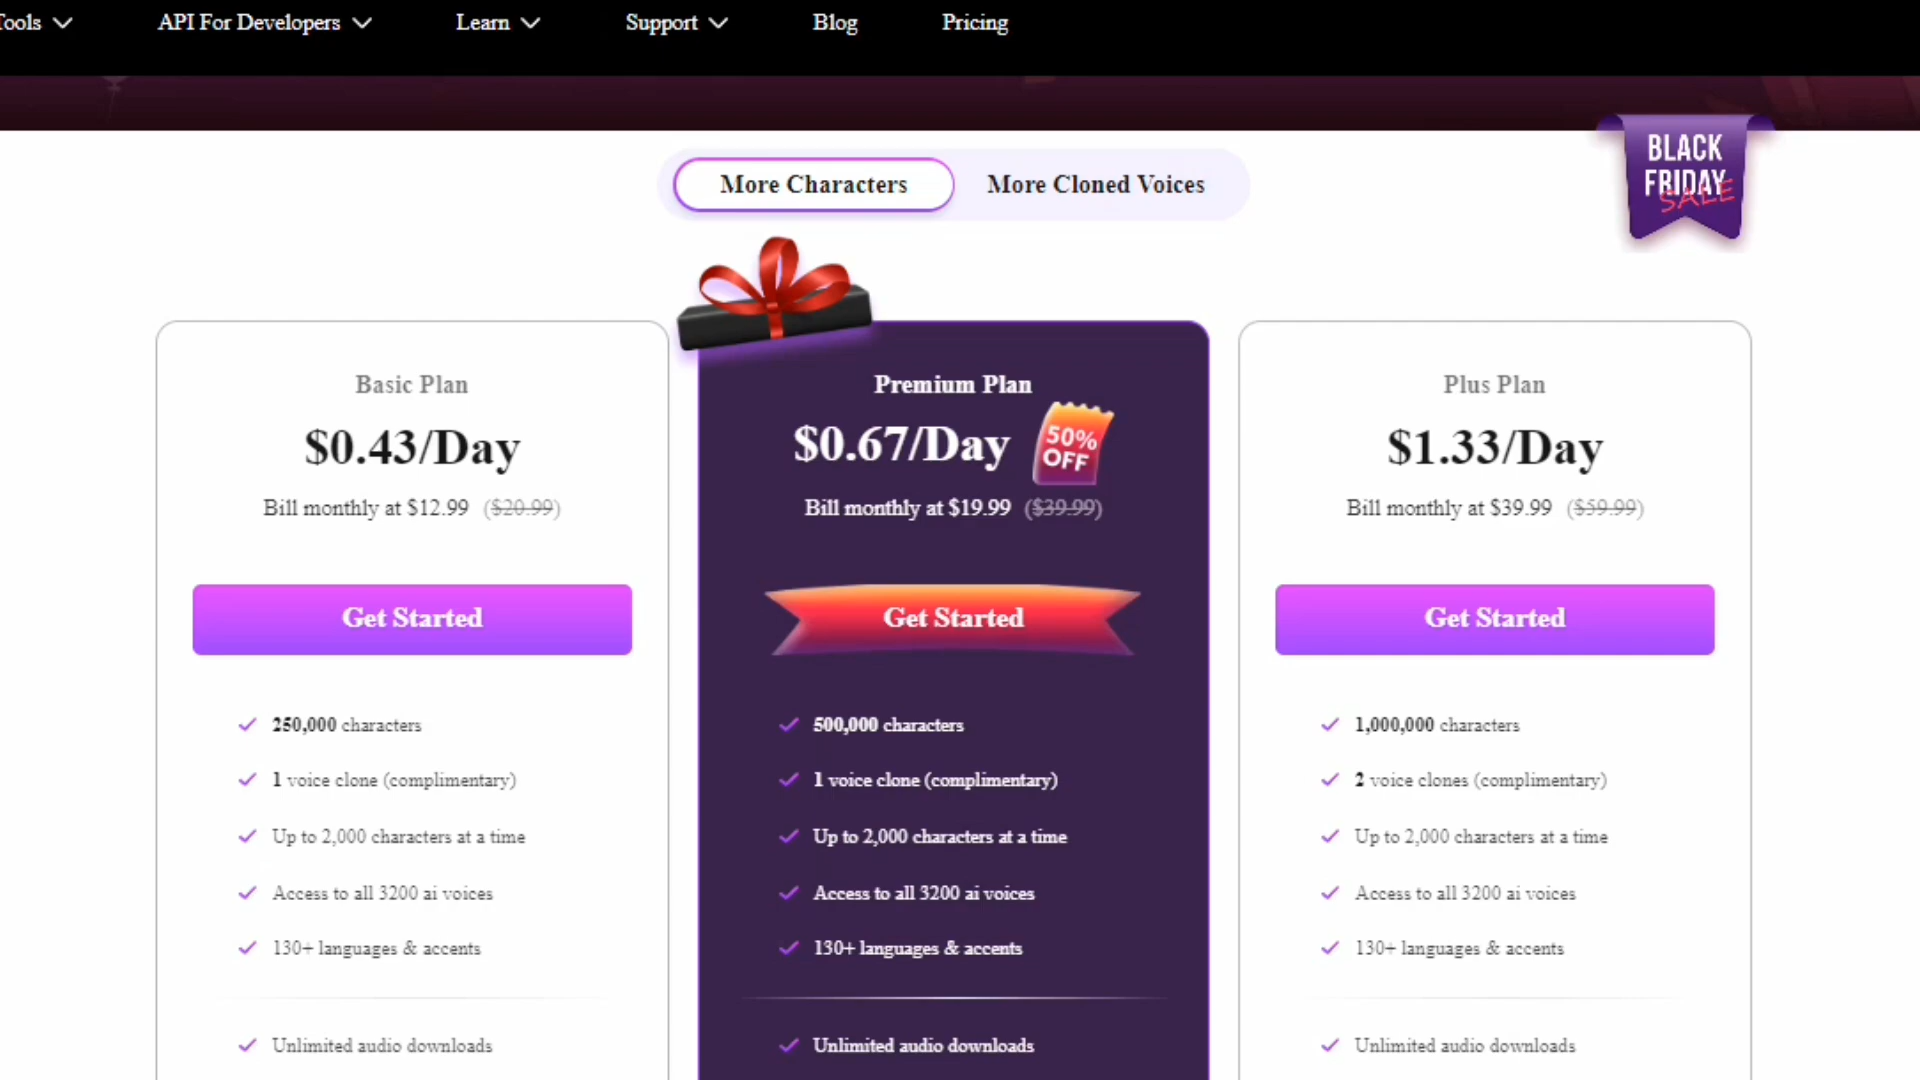 Tools
API For Developers
Learn
Support
Blog
Pricing
BLACK
FRIDAY
SALE
More Characters
More Cloned Voices
Basic Plan
$0.43/Day
Bill monthly at $12.99 ($20.99)
Get Started
250,000 characters
1 voice clone (complimentary)
Up to 2,000 characters at a time
Access to all 3200 ai voices
130+ languages & accents
Unlimited audio downloads
Premium Plan
$0.67/Day
50%
OFF
Bill monthly at $19.99 ($39.99)
Get Started
500,000 characters
1 voice clone (complimentary)
Up to 2,000 characters at a time
Access to all 3200 ai voices
130+ languages & accents
Unlimited audio downloads
Plus Plan
$1.33/Day
Bill monthly at $39.99 ($59.99)
Get Started
1,000,000 characters
2 voice clones (complimentary)
Up to 2,000 characters at a time
Access to all 3200 ai voices
130+ languages & accents
Unlimited audio downloads